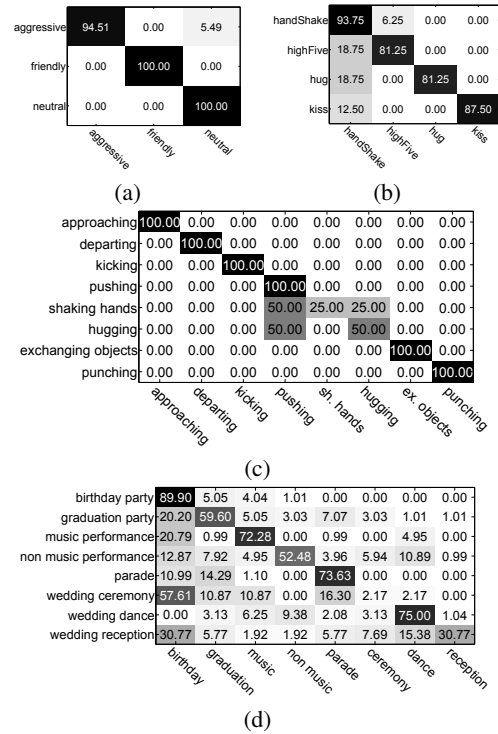 aggressive 94.51 0.00 5.49
friendly 0.00 100.00 0.00
neutral 0.00 0.00 100.00
aggressive friendly neutral
(a)
handShake 93.75 6.25 0.00 0.00
highFive 18.75 81.25 0.00 0.00
hug 18.75 0.00 81.25 0.00
kiss 12.50 0.00 0.00 87.50
handShake highFive hug kiss
(b)
approaching 100.00 0.00 0.00 0.00 0.00 0.00 0.00 0.00
departing 0.00 100.00 0.00 0.00 0.00 0.00 0.00 0.00
kicking 0.00 0.00 100.00 0.00 0.00 0.00 0.00 0.00
pushing 0.00 0.00 0.00 100.00 0.00 0.00 0.00 0.00
shaking hands 0.00 0.00 0.00 50.00 25.00 25.00 0.00 0.00
hugging 0.00 0.00 0.00 50.00 0.00 50.00 0.00 0.00
exchanging objects 0.00 0.00 0.00 0.00 0.00 0.00 100.00 0.00
punching 0.00 0.00 0.00 0.00 0.00 0.00 0.00 100.00
approaching departing kicking pushing sh. hands hugging ex. objects punching
(c)
birthday party 89.90 5.05 4.04 1.01 0.00 0.00 0.00 0.00
graduation party 20.20 59.60 5.05 3.03 7.07 3.03 1.01 1.01
music performance 20.79 0.99 72.28 0.00 0.99 0.00 4.95 0.00
non music performance 12.87 7.92 4.95 52.48 3.96 5.94 10.89 0.99
parade 10.99 14.29 1.10 0.00 73.63 0.00 0.00 0.00
wedding ceremony 57.61 10.87 10.87 0.00 16.30 2.17 2.17 0.00
wedding dance 0.00 3.13 6.25 9.38 2.08 3.13 75.00 1.04
wedding reception 30.77 5.77 1.92 1.92 5.77 7.69 15.38 30.77
birthday graduation music non music parade ceremony dance reception
(d)